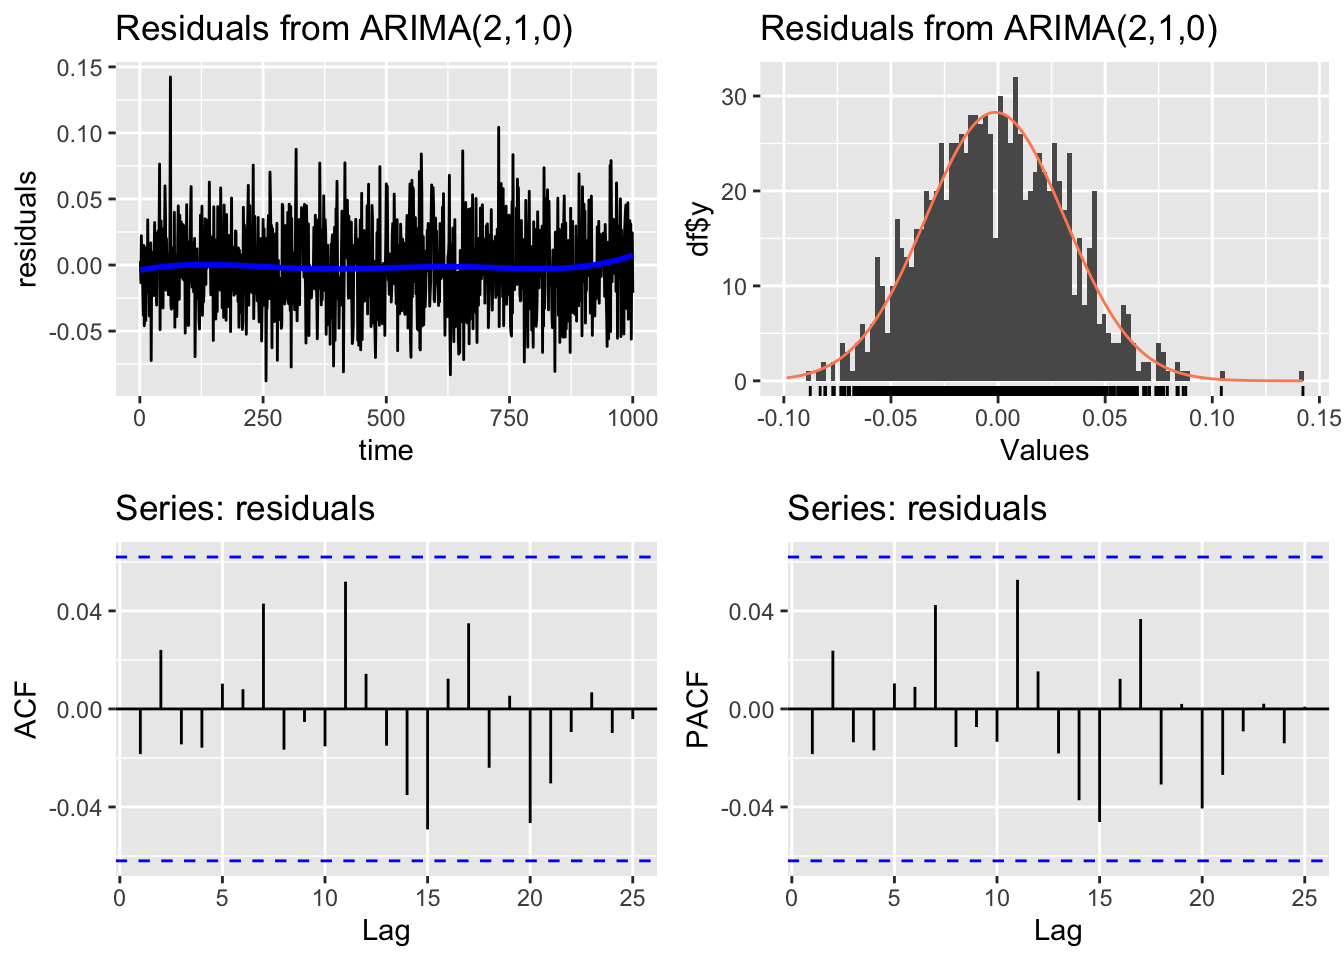 Residuals from ARIMA(2,1,0)
0.15
0.10
0.05
0.00
-0.05
residuals
0 250 500 750 1000
time
Residuals from ARIMA(2,1,0)
30
20
10
0
df$y
-0.10 -0.05 0.00 0.05 0.10 0.15
Values
Series: residuals
0.04
0.00
-0.04
ACF
0 5 10 15 20 25
Lag
Series: residuals
0.04
0.00
-0.04
PACF
0 5 10 15 20 25
Lag